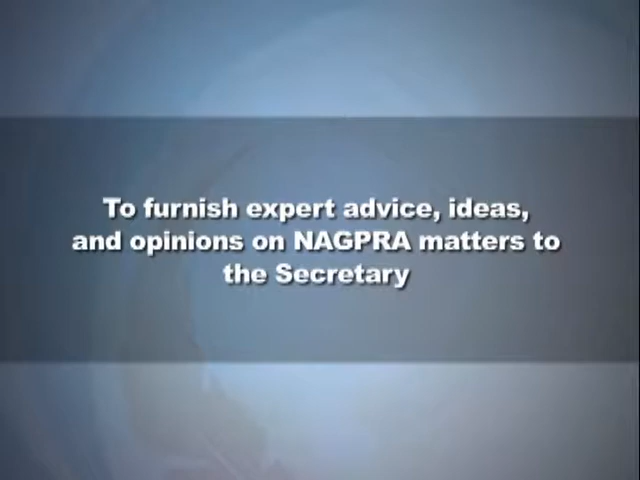 To furnish expert advice, ideas,
and opinions on NAGPRA matters to
the Secretary